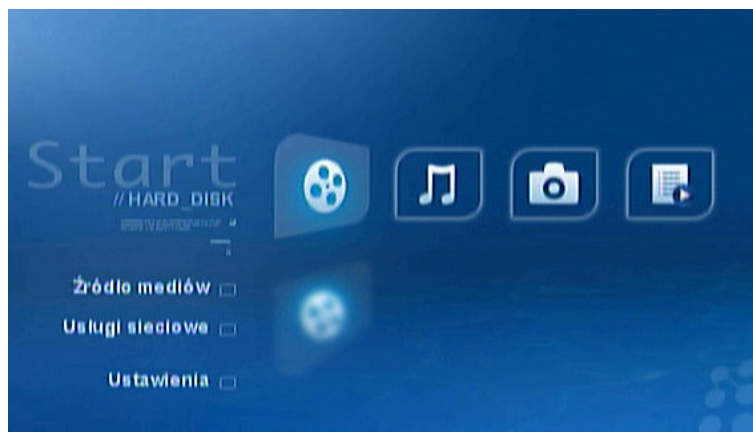 Start
//HARD_DISK
Źródło mediów
Usługi sieciowe
Ustawienia